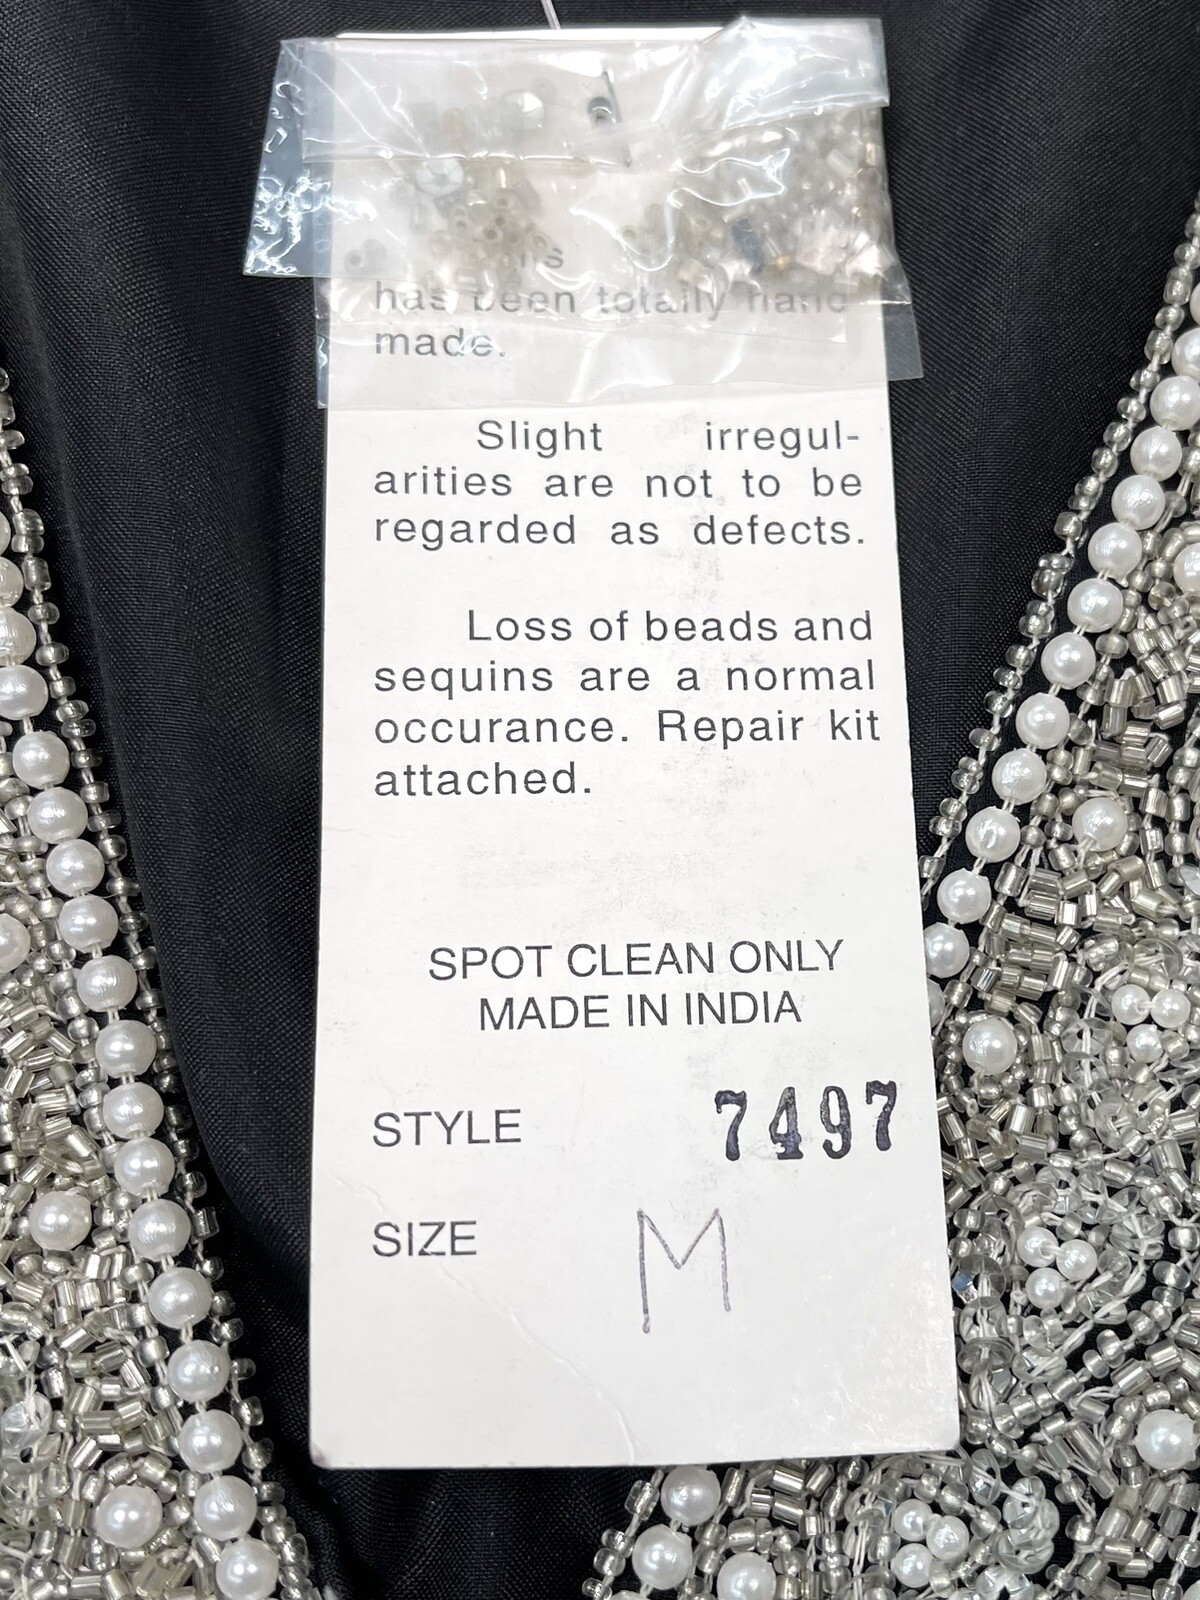 has been totally hand
made.
Slight irregul-
arities are not to be
regarded as defects.
Loss of beads and
sequins are a normal
occurance. Repair kit
attached.
SPOT CLEAN ONLY
MADE IN INDIA
STYLE 7497
SIZE M